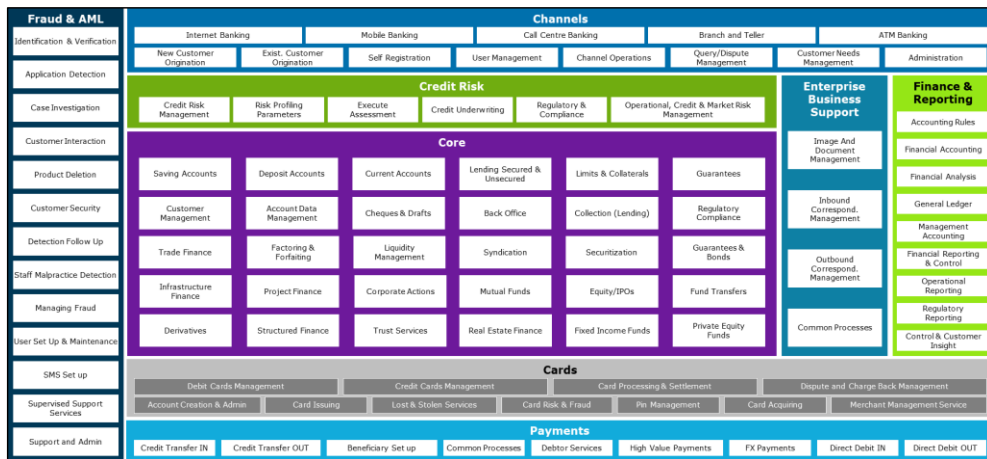 Fraud & AML
Identification & Verification
Application Detection
Case Investigation
Customer Interaction
Product Deletion
Customer Security
Detection Follow Up
Staff Malpractice Detection
Managing Fraud
User Set Up & Maintenance
SMS Set up
Supervised Support
Services
Support and Admin
Channels
Internet Banking
Mobile Banking
Call Centre Banking
Branch and Teller
ATM Banking
New Customer
Origination
Exist. Customer
Origination
Self Registration
User Management
Channel Operations
Query/Dispute
Management
Customer Needs
Management
Administration
Credit Risk
Credit Risk
Management
Risk Profiling
Parameters
Execute
Assessment
Credit Underwriting
Regulatory &
Compliance
Operational, Credit & Market Risk
Management
Core
Saving Accounts
Deposit Accounts
Current Accounts
Lending Secured &
Unsecured
Limits & Collaterals
Guarantees
Customer
Management
Account Data
Management
Cheques & Drafts
Back Office
Collection (Lending)
Regulatory
Compliance
Trade Finance
Factoring &
Forfaiting
Liquidity
Management
Syndication
Securitization
Guarantees &
Bonds
Infrastructure
Finance
Project Finance
Corporate Actions
Mutual Funds
Equity/IPOs
Fund Transfers
Derivatives
Structured Finance
Trust Services
Real Estate Finance
Fixed Income Funds
Private Equity
Funds
Enterprise
Business
Support
Image And
Document
Management
Inbound
Correspond.
Management
Outbound
Correspond.
Management
Common Processes
Finance &
Reporting
Accounting Rules
Financial Accounting
Financial Analysis
General Ledger
Management
Accounting
Financial Reporting
& Control
Operational
Reporting
Regulatory
Reporting
Control & Customer
Insight
Cards
Debit Cards Management
Credit Cards Management
Card Processing & Settlement
Dispute and Charge Back Management
Account Creation & Admin
Card Issuing
Lost & Stolen Services
Card Risk & Fraud
Pin Management
Card Acquiring
Merchant Management Service
Payments
Credit Transfer IN
Credit Transfer OUT
Beneficiary Set up
Common Processes
Debtor Services
High Value Payments
FX Payments
Direct Debit IN
Direct Debit OUT